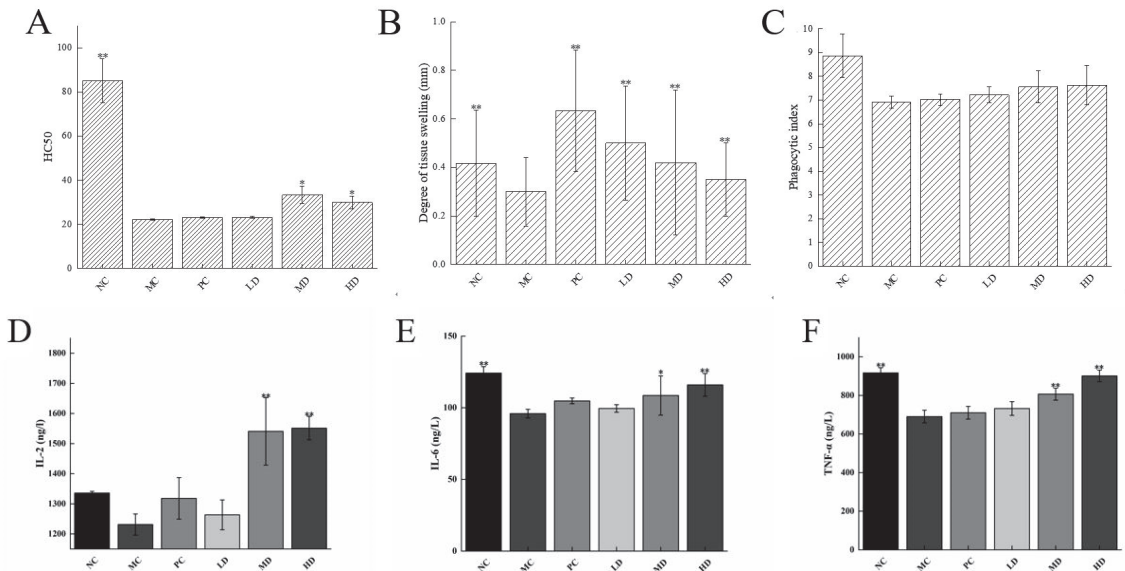 A
HC50
100
80
60
40
20
0
**
*
*
NC
MC
PC
LD
MD
HD
B
Degree of tissue swelling (mm)
1.0
0.8
0.6
0.4
0.2
0.0
**
**
**
**
**
NC
MC
PC
LD
MD
HD
C
Phagocytic index
10
9
8
7
6
5
4
3
2
1
0
NC
MC
PC
LD
MD
HD
D
IL-2 (ng/l)
1800
1700
1600
1500
1400
1300
1200
**
**
NC
MC
PC
LD
MD
HD
E
IL-6 (ng/L)
150
100
50
0
**
*
**
NC
MC
PC
LD
MD
HD
F
TNF-α (ng/L)
1000
800
600
400
200
0
**
**
**
NC
MC
PC
LD
MD
HD